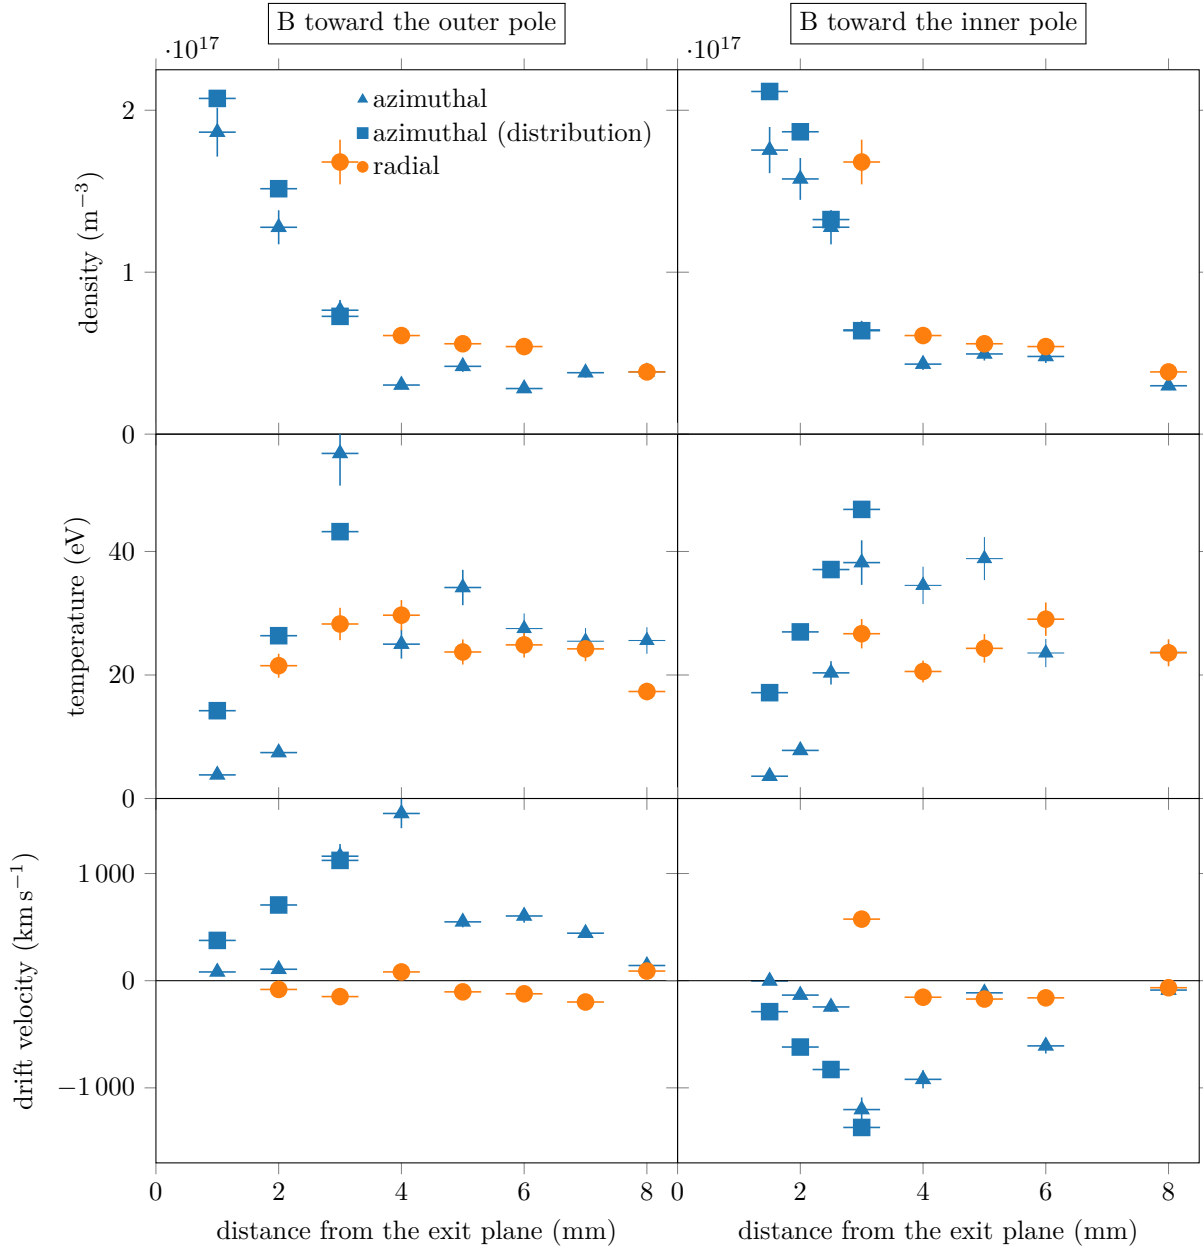 B toward the outer pole
B toward the inner pole
·10^17
·10^17
azimuthal
azimuthal (distribution)
radial
density (m^−3)
2
1
0
temperature (eV)
40
20
0
drift velocity (km s^−1)
1 000
0
−1 000
0 2 4 6 8
0 2 4 6 8
distance from the exit plane (mm)
distance from the exit plane (mm)